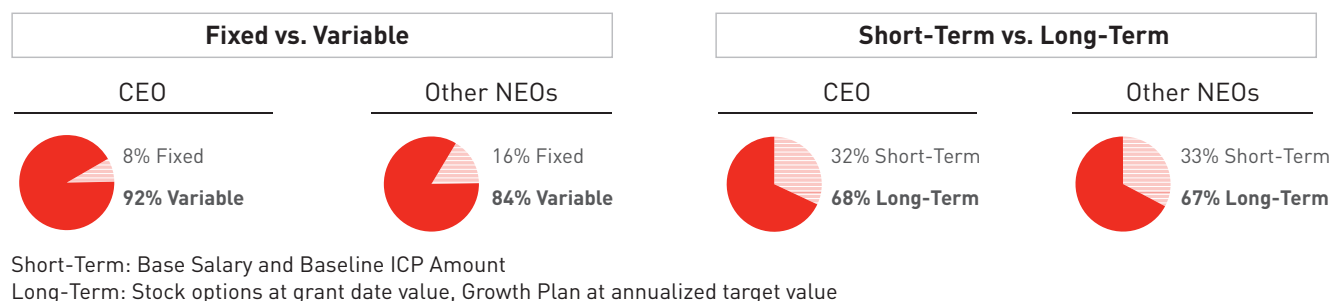 Fixed vs. Variable
CEO
8% Fixed
92% Variable
Other NEOs
16% Fixed
84% Variable
Short-Term vs. Long-Term
CEO
32% Short-Term
68% Long-Term
Other NEOs
33% Short-Term
67% Long-Term
Short-Term: Base Salary and Baseline ICP Amount
Long-Term: Stock options at grant date value, Growth Plan at annualized target value